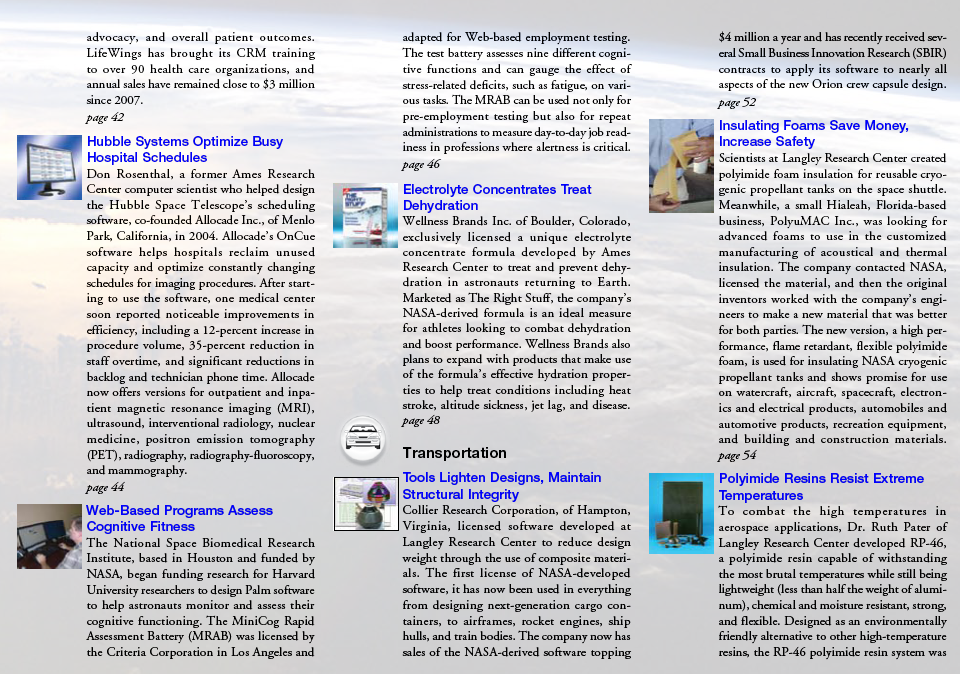 advocacy, and overall patient outcomes.
LifeWings has brought its CRM training
to over 90 health care organizations, and
annual sales have remained close to $3 million
since 2007.
page 42
Hubble Systems Optimize Busy
Hospital Schedules
Don Rosenthal, a former Ames Research
Center computer scientist who helped design
the Hubble Space Telescope's scheduling
software, co-founded Allocade Inc., of Menlo
Park, California, in 2004. Allocade's OnCue
software helps hospitals reclaim unused
capacity and optimize constantly changing
schedules for imaging procedures. After start-
ing to use the software, one medical center
soon reported noticeable improvements in
efficiency, including a 12-percent increase in
procedure volume, 35-percent reduction in
staff overtime, and significant reductions in
backlog and technician phone time. Allocade
now offers versions for outpatient and inpa-
tient magnetic resonance imaging (MRI),
ultrasound, interventional radiology, nuclear
medicine, positron emission tomography
(PET), radiography, radiography-fluoroscopy,
and mammography.
page 44
Web-Based Programs Assess
Cognitive Fitness
The National Space Biomedical Research
Institute, based in Houston and funded by
NASA, began funding research for Harvard
University researchers to design Palm software
to help astronauts monitor and assess their
cognitive functioning. The MiniCog Rapid
Assessment Battery (MRAB) was licensed by
the Criteria Corporation in Los Angeles and
adapted for Web-based employment testing.
The test battery assesses nine different cogni-
tive functions and can gauge the effect of
stress-related deficits, such as fatigue, on vari-
ous tasks. The MRAB can be used not only for
pre-employment testing but also for repeat
administrations to measure day-to-day job read-
iness in professions where alertness is critical.
page 46
THE
RIGHT
STUFF
Electrolyte Concentrates Treat
Dehydration
Wellness Brands Inc. of Boulder, Colorado,
exclusively licensed a unique electrolyte
concentrate formula developed by Ames
Research Center to treat and prevent dehy-
dration in astronauts returning to Earth.
Marketed as The Right Stuff, the company's
NASA-derived formula is an ideal measure
for athletes looking to combat dehydration
and boost performance. Wellness Brands also
plans to expand with products that make use
of the formula's effective hydration proper-
ties to help treat conditions including heat
stroke, altitude sickness, jet lag, and disease.
page 48
Transportation
Tools Lighten Designs, Maintain
Structural Integrity
Collier Research Corporation, of Hampton,
Virginia, licensed software developed at
Langley Research Center to reduce design
weight through the use of composite materi-
als. The first license of NASA-developed
software, it has now been used in everything
from designing next-generation cargo con-
tainers, to airframes, rocket engines, ship
hulls, and train bodies. The company now has
sales of the NASA-derived software topping
$4 million a year and has recently received sev-
eral Small Business Innovation Research (SBIR)
contracts to apply its software to nearly all
aspects of the new Orion crew capsule design.
page 52
Insulating Foams Save Money,
Increase Safety
Scientists at Langley Research Center created
polyimide foam insulation for reusable cryo-
genic propellant tanks on the space shuttle.
Meanwhile, a small Hialeah, Florida-based
business, PolyuMAC Inc., was looking for
advanced foams to use in the customized
manufacturing of acoustical and thermal
insulation. The company contacted NASA,
licensed the material, and then the original
inventors worked with the company's engi-
neers to make a new material that was better
for both parties. The new version, a high per-
formance, flame retardant, flexible polyimide
foam, is used for insulating NASA cryogenic
propellant tanks and shows promise for use
on watercraft, aircraft, spacecraft, electron-
ics and electrical products, automobiles and
automotive products, recreation equipment,
and building and construction materials.
page 54
Polyimide Resins Resist Extreme
Temperatures
To combat the high temperatures in
aerospace applications, Dr. Ruth Pater of
Langley Research Center developed RP-46,
a polyimide resin capable of withstanding
the most brutal temperatures while still being
lightweight (less than half the weight of alumi-
num), chemical and moisture resistant, strong,
and flexible. Designed as an environmentally
friendly alternative to other high-temperature
resins, the RP-46 polyimide resin system was